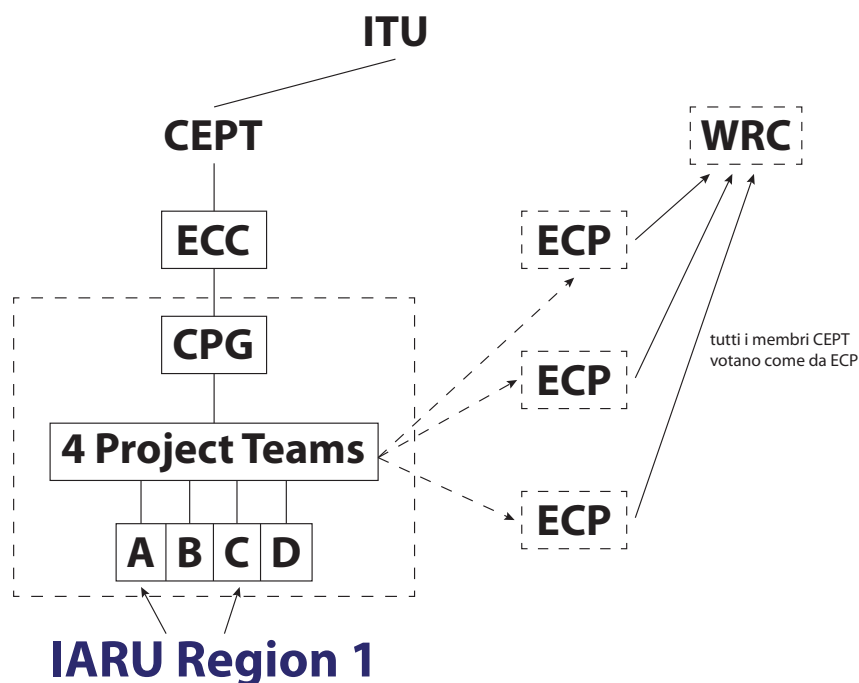 ITU
CEPT
WRC
ECC
ECP
CPG
tutti i membri CEPT
votano come da ECP
ECP
4 Project Teams
ECP
A B C D
IARU Region 1